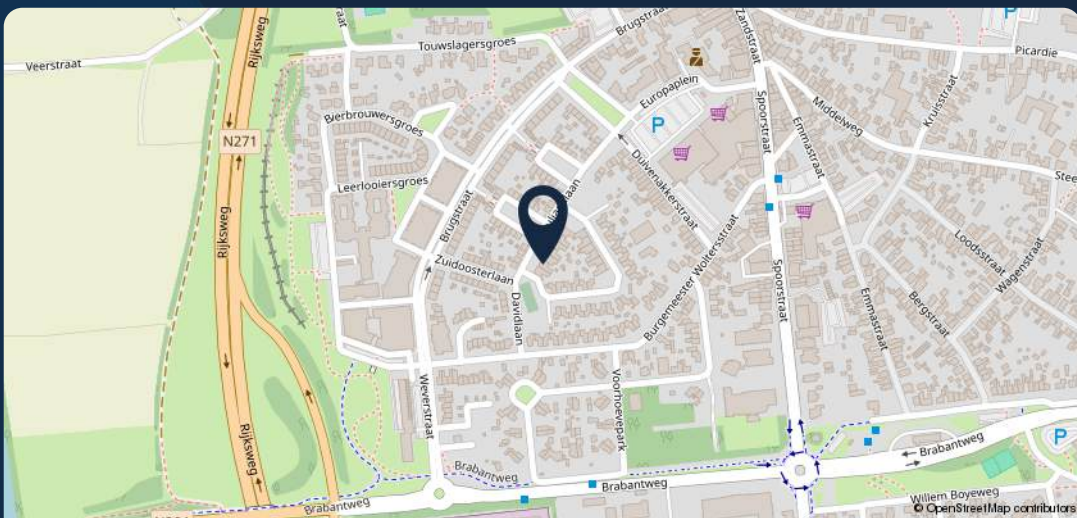 Brugstraat
Zandstraat
P
Picardie
Touwslagersgroes
Veerstraat
Rijksweg
Europaplein
Spoorstraat
Middelweg
Kruisstraat
Bierbrouwersgroes
P
Emmastraat
N271
Duivenakkerstraat
Leerlooiersgroes
Rijksweg
Brugstraat
Zuidoosterlaan
Davidlaan
Burgemeester Woltersstraat
Spoorstraat
Emmastraat
Loodsstraat
Wagenstraat
Bergstraat
Weverstraat
Voorhoevepark
Rijksweg
Brabantweg
Brabantweg
Brabantweg
Brabantweg
P
Willem Boyeweg
© OpenStreetMap contributors